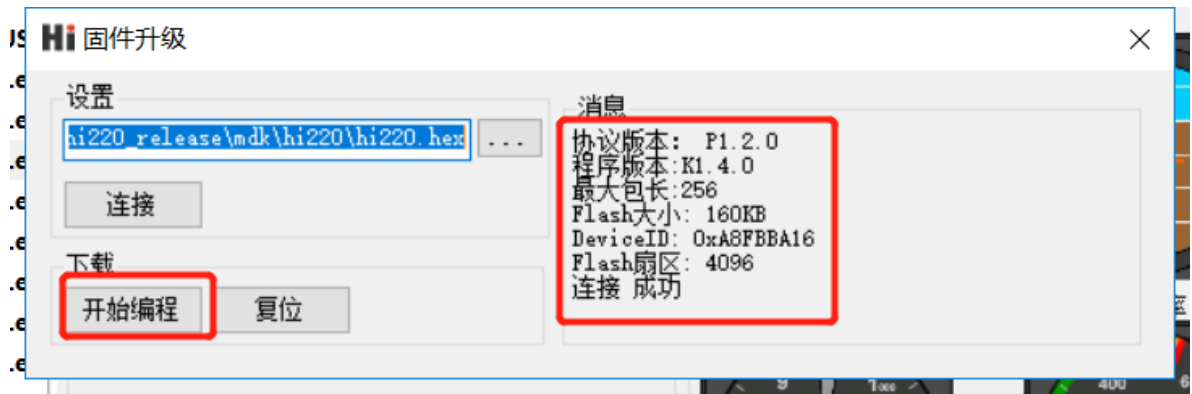 Hi 固件升级
设置
hi220_release\mdk\hi220\hi220.hex
...
连接
下载
开始编程
复位
消息
协议版本: P1.2.0
程序版本:K1.4.0
最大包长:256
Flash大小: 160KB
DeviceID: 0xA8FBBA16
Flash扇区: 4096
连接 成功
9
400
6